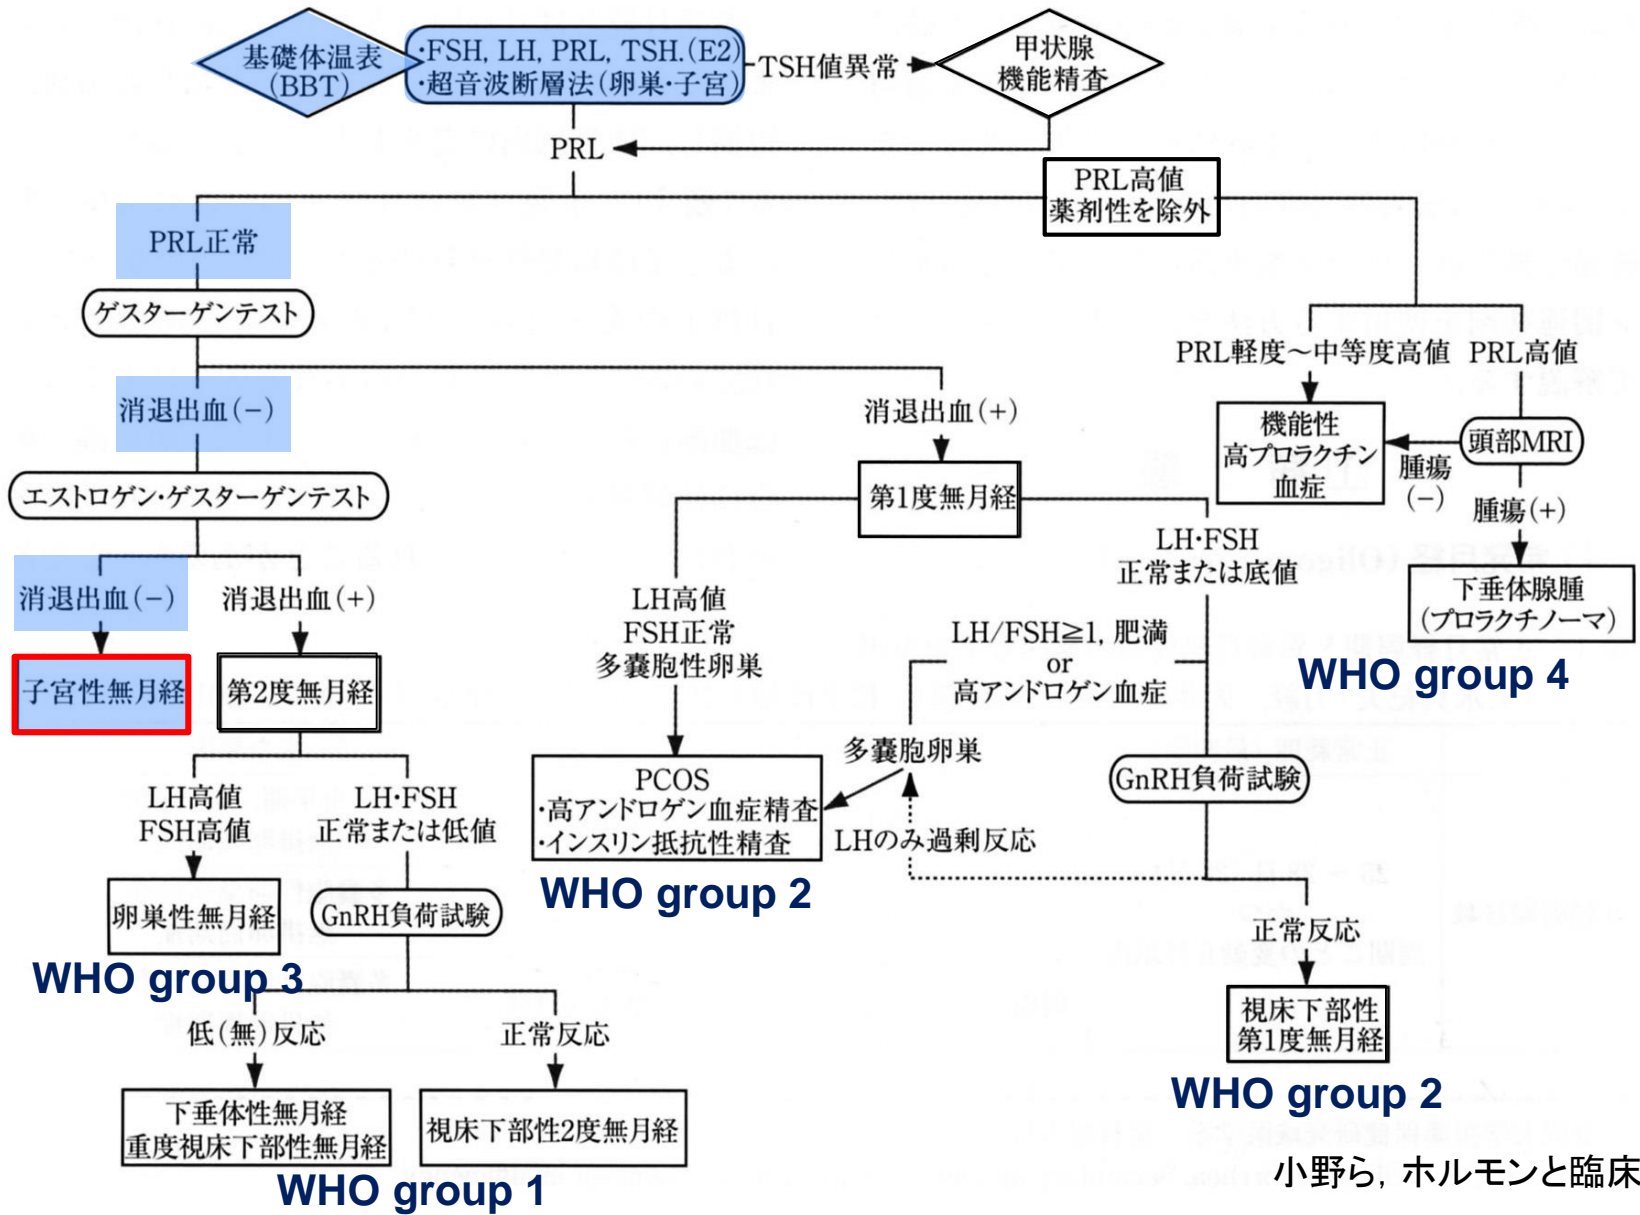 基礎体温表
(BBT)
・FSH, LH, PRL, TSH.(E2)
・超音波断層法(卵巣・子宮)
TSH値異常
甲状腺
機能精査
PRL
PRL高値
薬剤性を除外
PRL正常
ゲスターゲンテスト
PRL軽度～中等度高値
PRL高値
消退出血(−)
消退出血(+)
機能性
高プロラクチン
血症
頭部MRI
腫瘍
(−)
腫瘍(+)
エストロゲン・ゲスターゲンテスト
第1度無月経
LH・FSH
正常または底値
下垂体腺腫
(プロラクチノーマ)
WHO group 4
消退出血(−)
消退出血(+)
LH高値
FSH正常
多嚢胞性卵巣
LH/FSH≧1, 肥満
or
高アンドロゲン血症
子宮性無月経
第2度無月経
多嚢胞卵巣
GnRH負荷試験
PCOS
・高アンドロゲン血症精査
・インスリン抵抗性精査
LHのみ過剰反応
WHO group 2
LH高値
FSH高値
LH・FSH
正常または低値
卵巣性無月経
GnRH負荷試験
WHO group 3
正常反応
視床下部性
第1度無月経
WHO group 2
低(無)反応
正常反応
下垂体性無月経
重度視床下部性無月経
視床下部性2度無月経
WHO group 1
小野ら, ホルモンと臨床